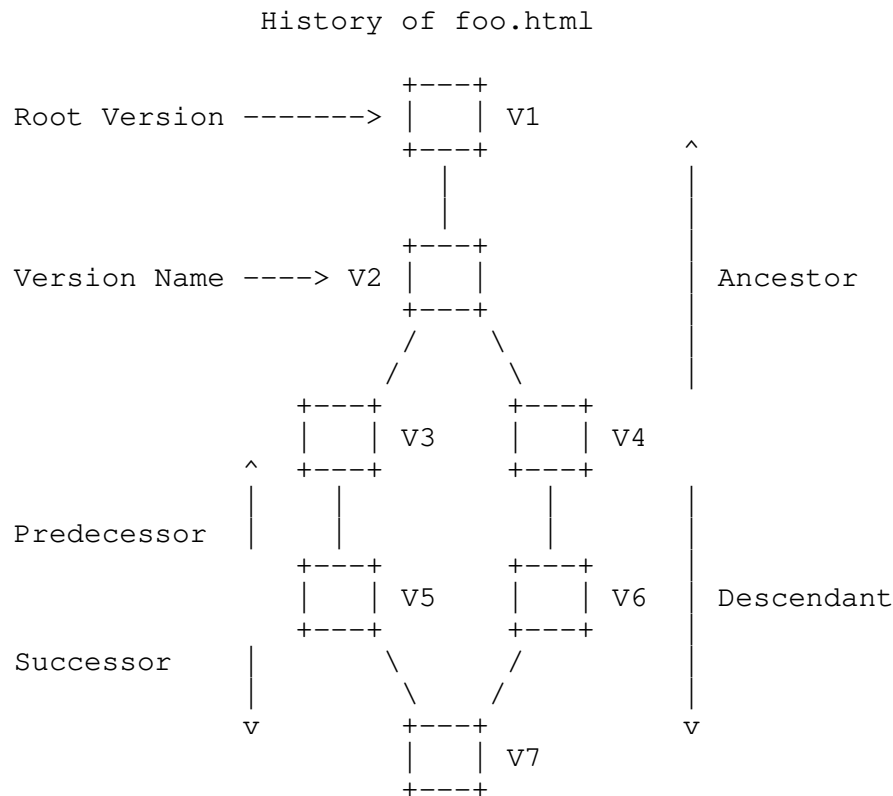 History of foo.html
Root Version -------> V1
Version Name ----> V2
Ancestor
V3
V4
Predecessor
V5
V6
Descendant
Successor
V7